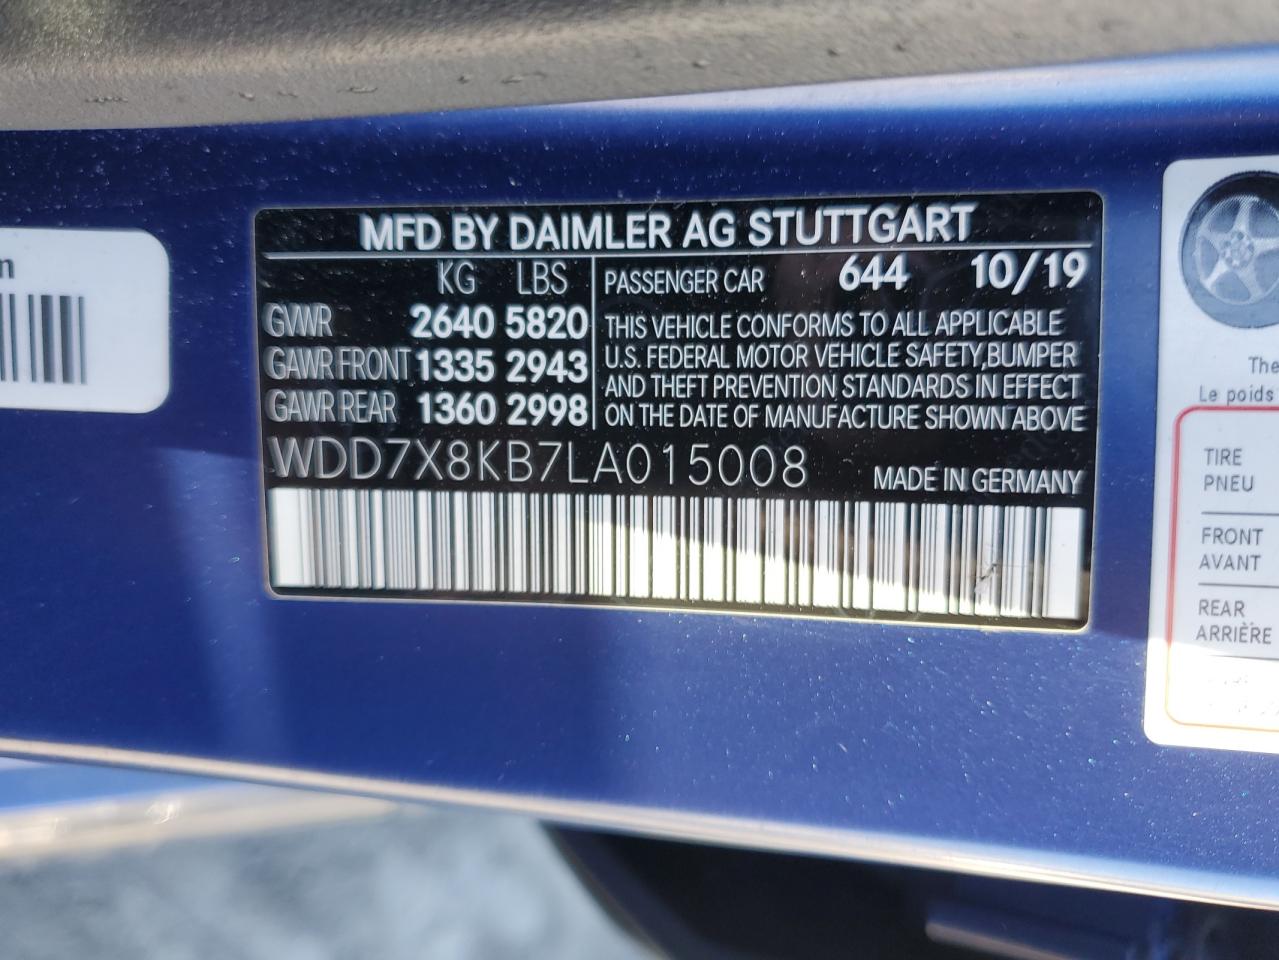 m
MFD BY DAIMLER AG STUTTGART
KG LBS
GVWR 2640 5820
GAWR FRONT 1335 2943
GAWR REAR 1360 2998
PASSENGER CAR 644 10/19
THIS VEHICLE CONFORMS TO ALL APPLICABLE
U.S. FEDERAL MOTOR VEHICLE SAFETY,BUMPER
AND THEFT PREVENTION STANDARDS IN EFFECT
ON THE DATE OF MANUFACTURE SHOWN ABOVE
WDD7X8KB7LA015008
MADE IN GERMANY
The
Le poids
TIRE
PNEU
FRONT
AVANT
REAR
ARRIÈRE